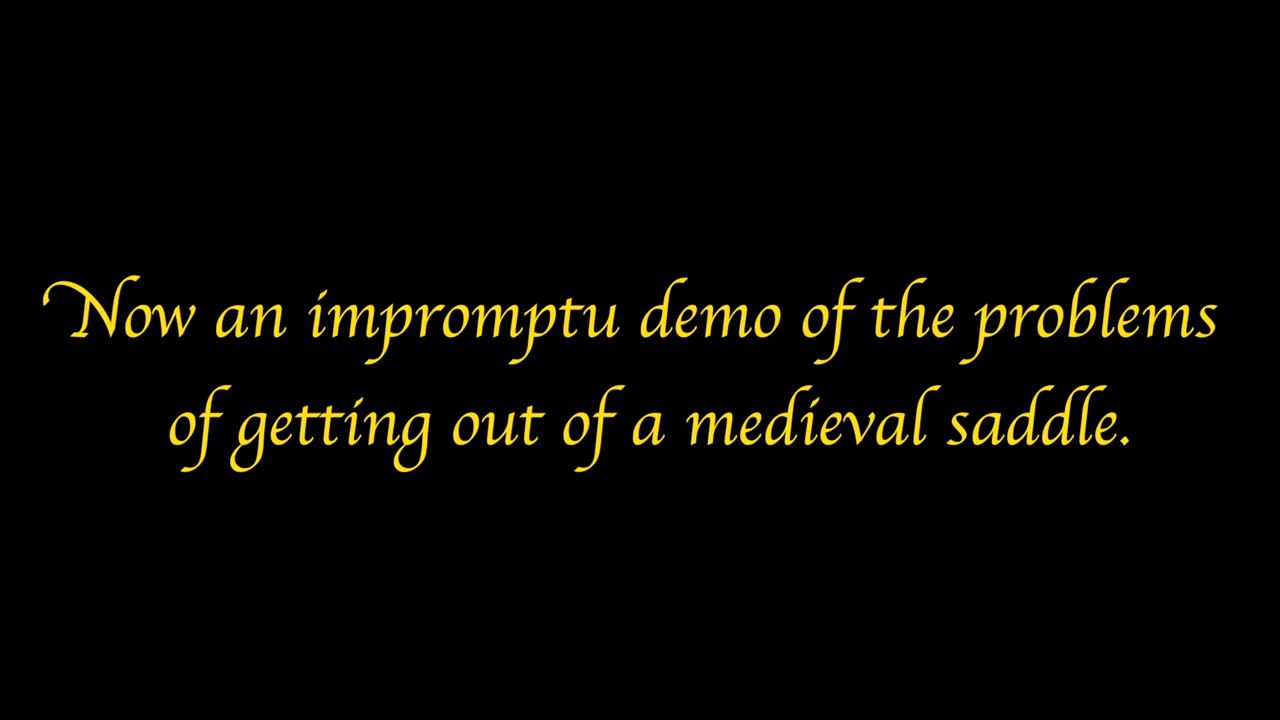 Now an impromptu demo of the problems
of getting out of a medieval saddle.